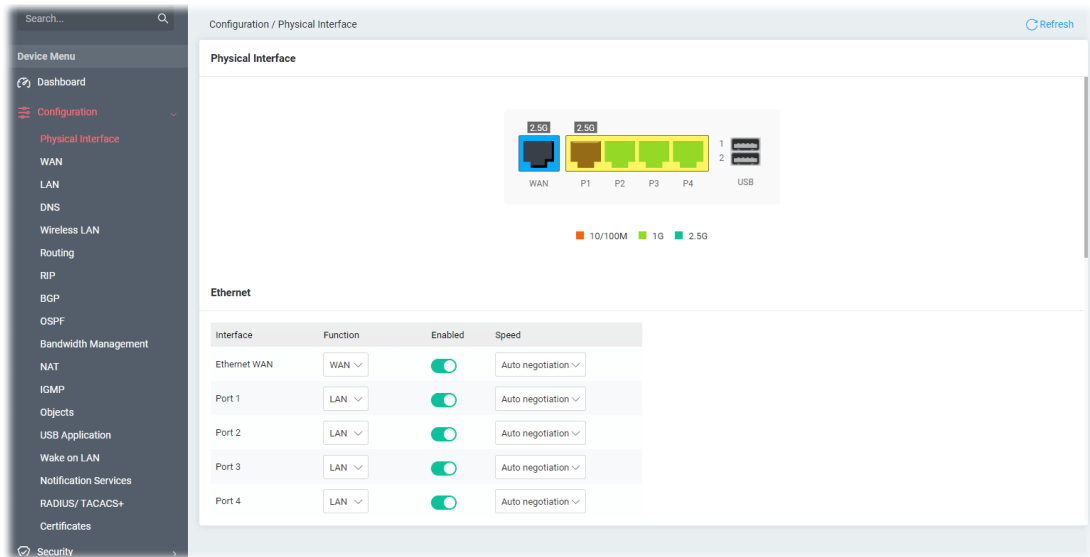 Search...
Device Menu
Dashboard
Configuration
Physical Interface
WAN
LAN
DNS
Wireless LAN
Routing
RIP
BGP
OSPF
Bandwidth Management
NAT
IGMP
Objects
USB Application
Wake on LAN
Notification Services
RADIUS/ TACACS+
Certificates
Security
Configuration / Physical Interface
Refresh
Physical Interface
2.5G 2.5G
1
2
WAN P1 P2 P3 P4 USB
10/100M 1G 2.5G
Ethernet
Interface Function Enabled Speed
Ethernet WAN WAN Auto negotiation
Port 1 LAN Auto negotiation
Port 2 LAN Auto negotiation
Port 3 LAN Auto negotiation
Port 4 LAN Auto negotiation